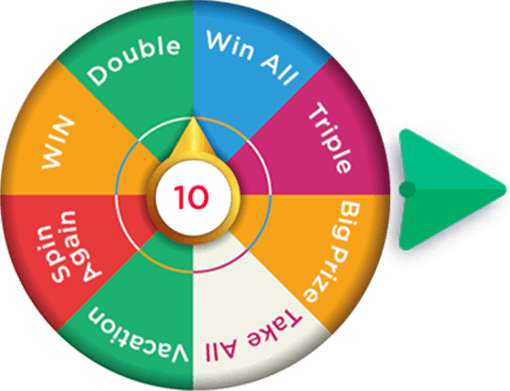 Double
Win All
Triple
Big Prize
Take All
Vacation
Spin
Again
WIN
10